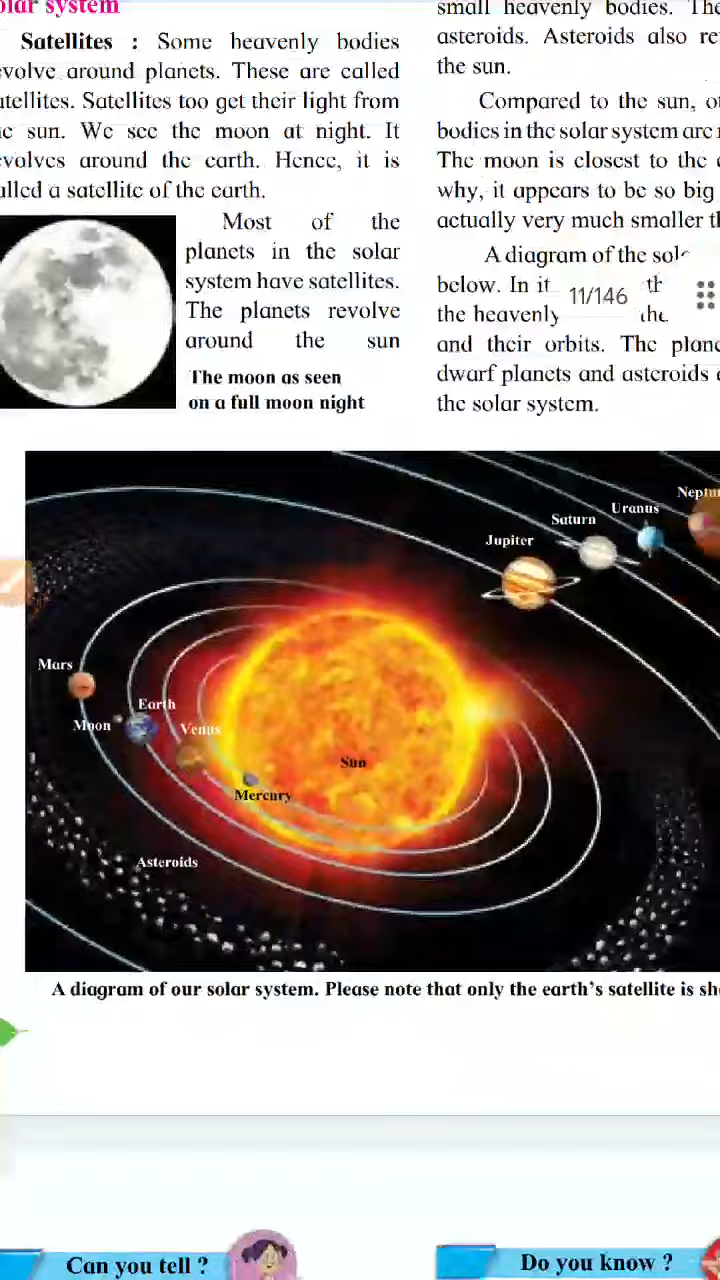 solar system
Satellites : Some heavenly bodies
revolve around planets. These are called
satellites. Satellites too get their light from
the sun. We see the moon at night. It
revolves around the earth. Hence, it is
called a satellite of the earth.
Most of the
planets in the solar
system have satellites.
The planets revolve
around the sun
The moon as seen
on a full moon night
small heavenly bodies.
asteroids. Asteroids also
the sun.
Compared to the sun,
bodies in the solar system are
The moon is closest to the
why, it appears to be so big
actually very much smaller
A diagram of the
below. In it
the heavenly
and their orbits. The
dwarf planets and asteroids
the solar system.
11/146
Neptune
Uranus
Saturn
Jupiter
Mars
Earth
Moon
Venus
Sun
Mercury
Asteroids
A diagram of our solar system. Please note that only the earth's satellite is
Can you tell ?
Do you know ?